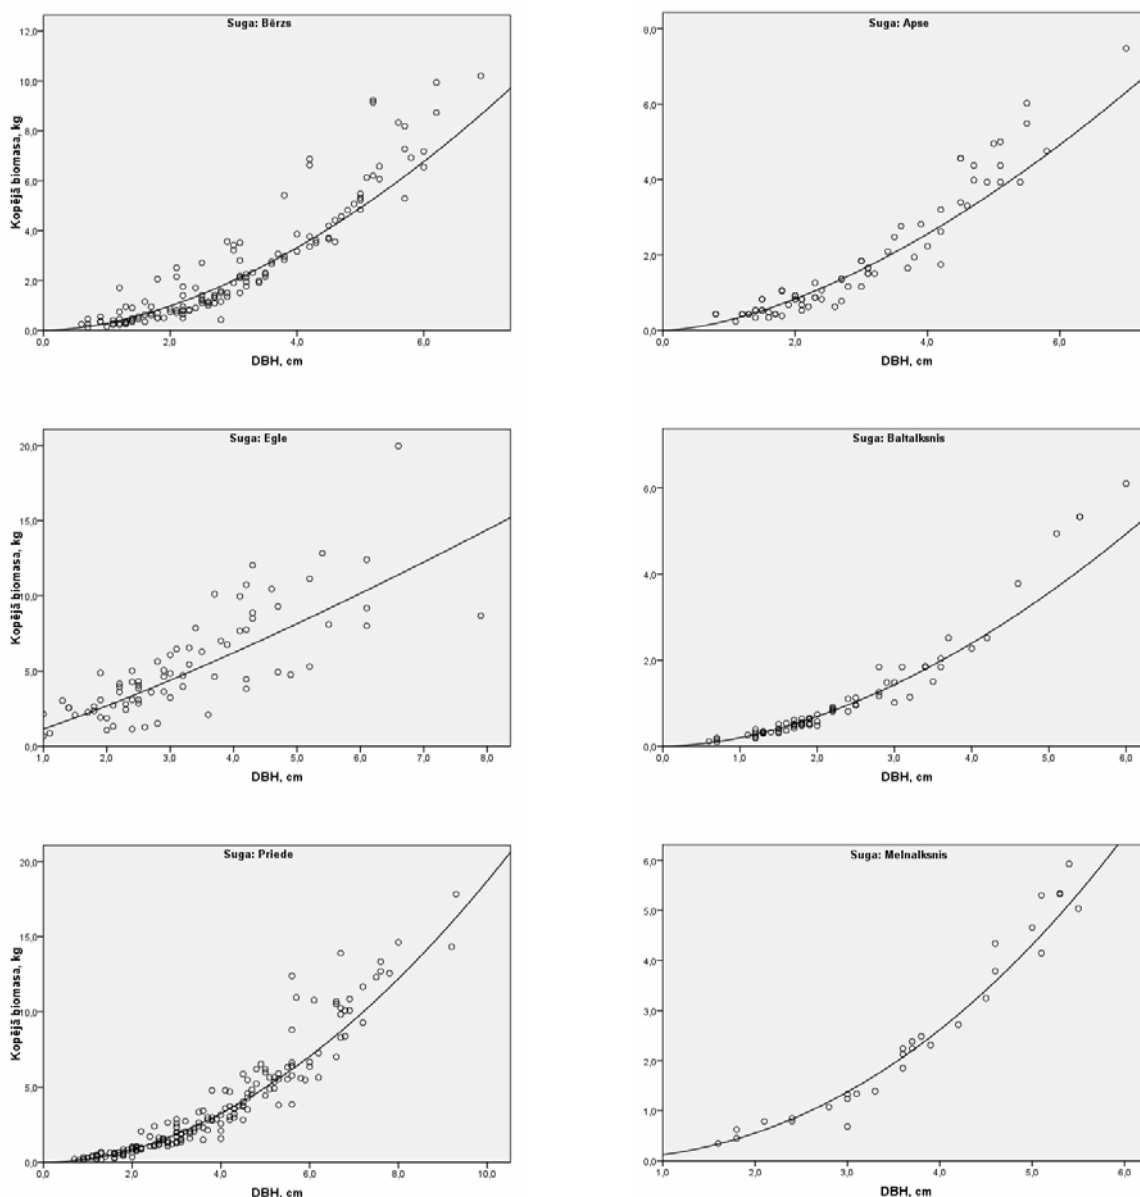 Suga: Bērzs
Kopējā biomasa, kg
12,0
10,0
8,0
6,0
4,0
2,0
0,0
0,0 2,0 4,0 6,0
DBH, cm
Suga: Apse
8,0
6,0
4,0
2,0
0,0
0,0 2,0 4,0 6,0
DBH, cm
Suga: Egle
Kopējā biomasa, kg
20,0
15,0
10,0
5,0
0,0
1,0 2,0 3,0 4,0 5,0 6,0 7,0 8,0
DBH, cm
Suga: Baltalksnis
6,0
4,0
2,0
0,0
0,0 1,0 2,0 3,0 4,0 5,0 6,0
DBH, cm
Suga: Priede
Kopējā biomasa, kg
20,0
15,0
10,0
5,0
0,0
0,0 2,0 4,0 6,0 8,0 10,0
DBH, cm
Suga: Melnalksnis
6,0
5,0
4,0
3,0
2,0
1,0
0,0
1,0 2,0 3,0 4,0 5,0 6,0
DBH, cm